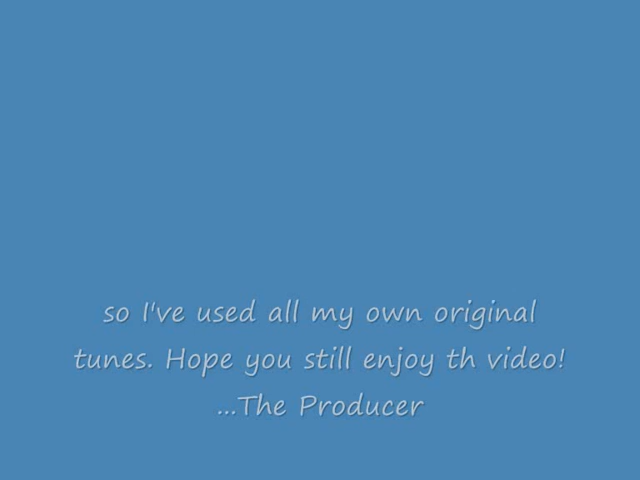 so I've used all my own original
tunes. Hope you still enjoy th video!
...The Producer